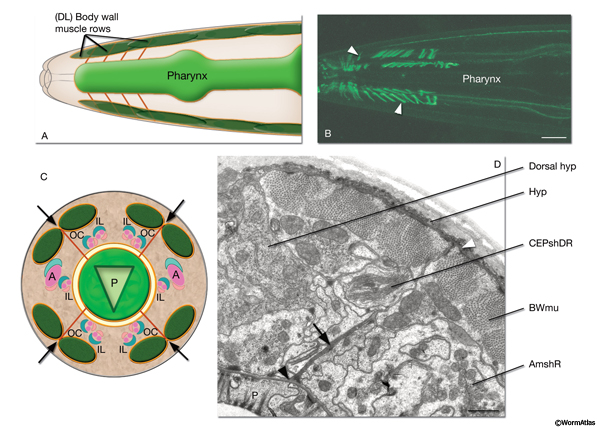 (DL) Body wall
muscle rows
Pharynx
A
Pharynx
B
C
IL IL
OC OC
A P A
IL IL
OC OC
IL IL
D
Dorsal hyp
Hyp
CEPshDR
BWmu
AmshR
P
©WormAtlas